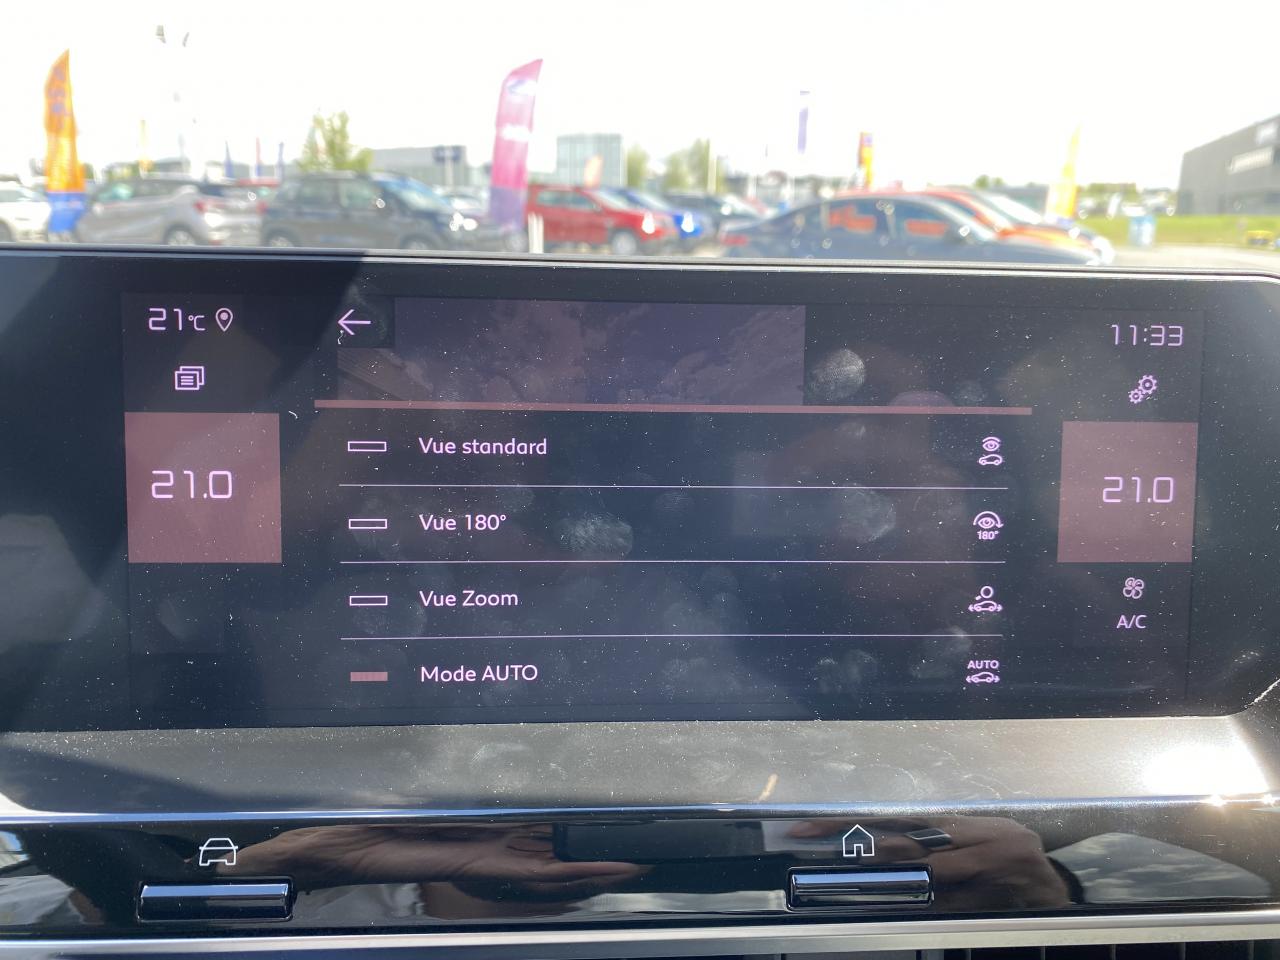 21°C
11:33
Vue standard
21.0
21.0
Vue 180°
180°
Vue Zoom
A/C
Mode AUTO
AUTO